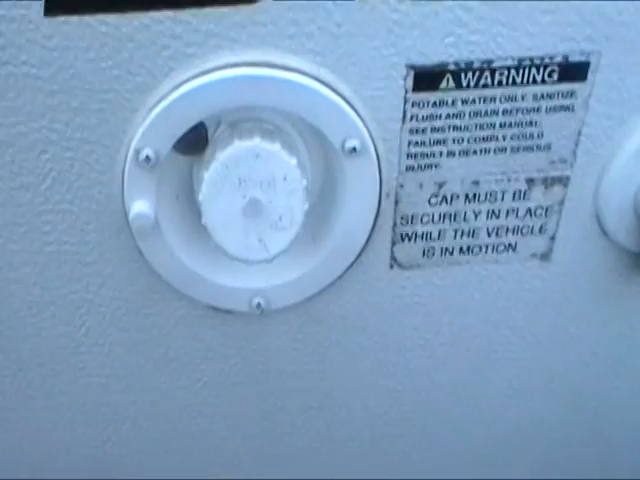 WARNING
POTABLE WATER ONLY. SANITIZE,
FLUSH AND DRAIN BEFORE USING.
SEE INSTRUCTION MANUAL.
FAILURE TO COMPLY COULD
RESULT IN DEATH OR SERIOUS
INJURY.
CAP MUST BE
SECURELY IN PLACE
WHILE THE VEHICLE
IS IN MOTION.